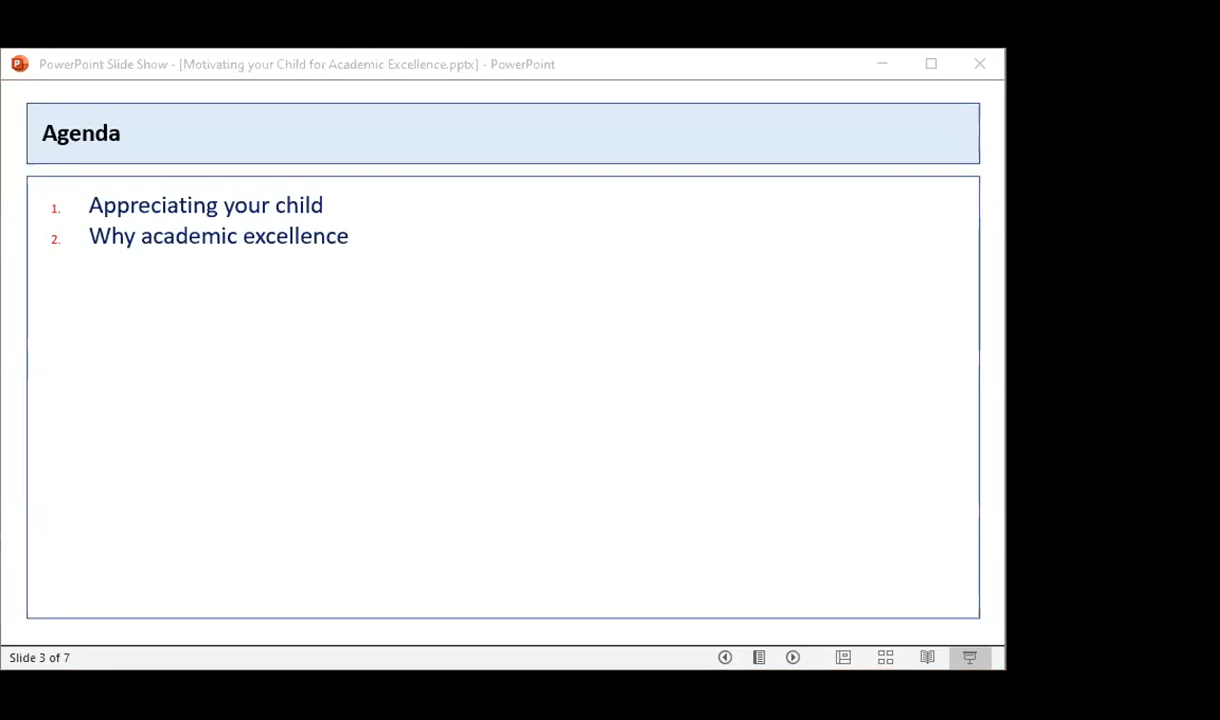 PowerPoint Slide Show - [Motivating your Child for Academic Excellence.pptx] - PowerPoint
Agenda
1. Appreciating your child
2. Why academic excellence
Slide 3 of 7